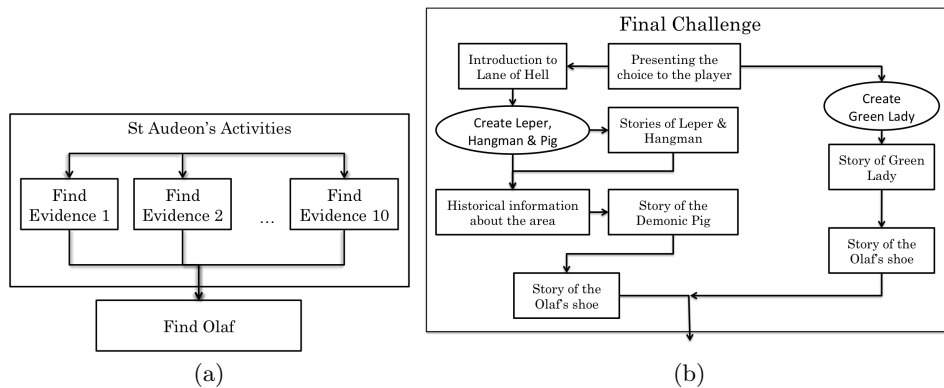 St Audeon's Activities
Find
Evidence 1
Find
Evidence 2
...
Find
Evidence 10
Find Olaf
(a)
Final Challenge
Introduction to
Lane of Hell
Presenting the
choice to the player
Create
Green Lady
Create Leper,
Hangman & Pig
Stories of Leper &
Hangman
Story of Green
Lady
Historical information
about the area
Story of the
Demonic Pig
Story of the
Olaf's shoe
Story of the
Olaf's shoe
(b)